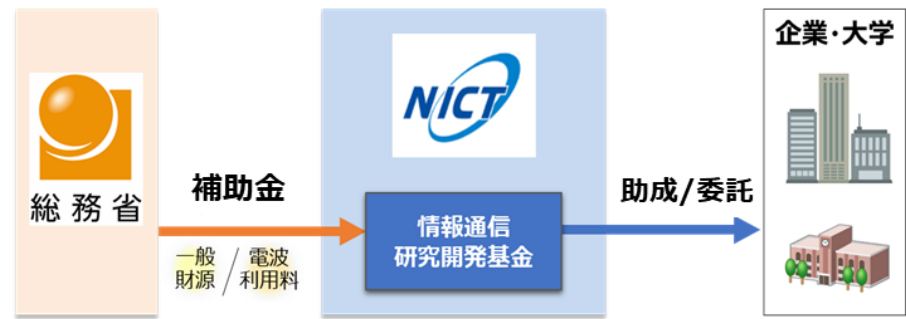 総務省
補助金
一般財源/電波利用料
NICT
情報通信
研究開発基金
助成/委託
企業・大学